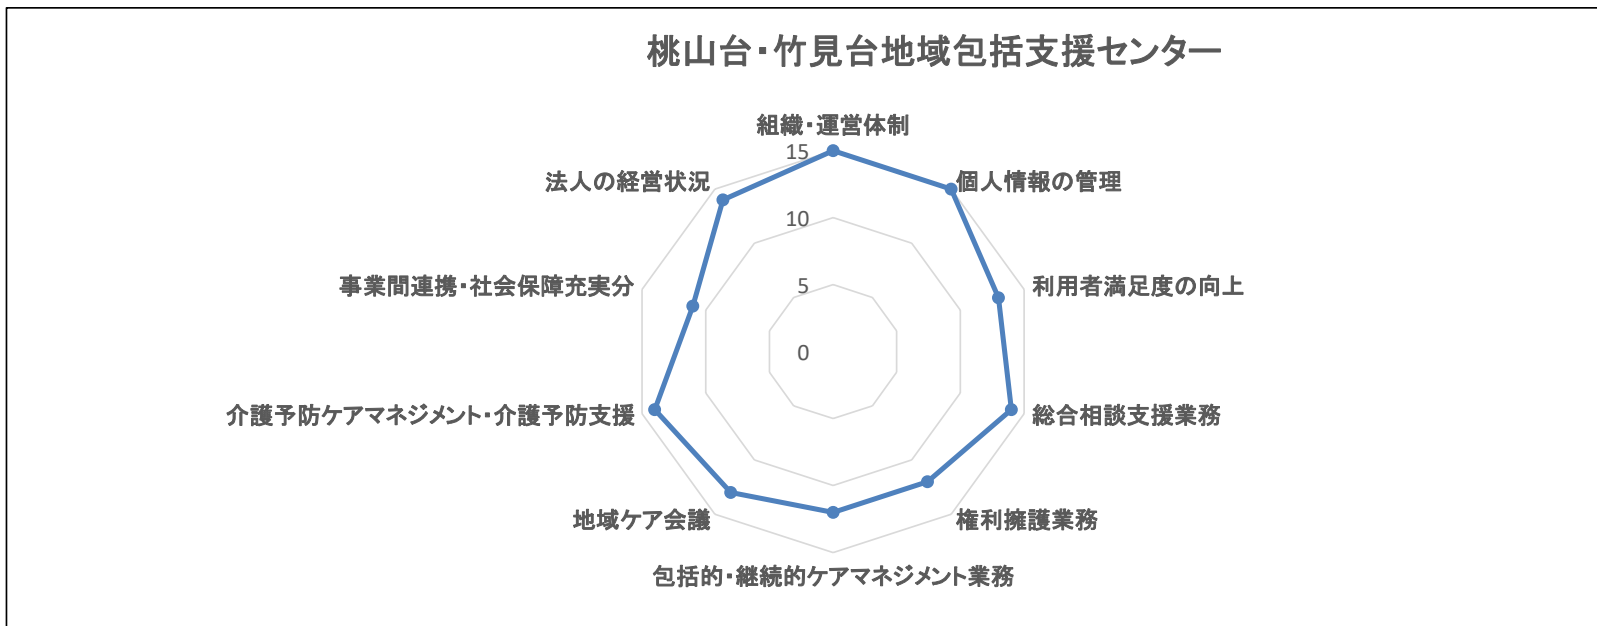 桃山台・竹見台地域包括支援センター
組織・運営体制
15
法人の経営状況
個人情報の管理
10
事業間連携・社会保障充実分
5
利用者満足度の向上
0
介護予防ケアマネジメント・介護予防支援
総合相談支援業務
地域ケア会議
権利擁護業務
包括的・継続的ケアマネジメント業務